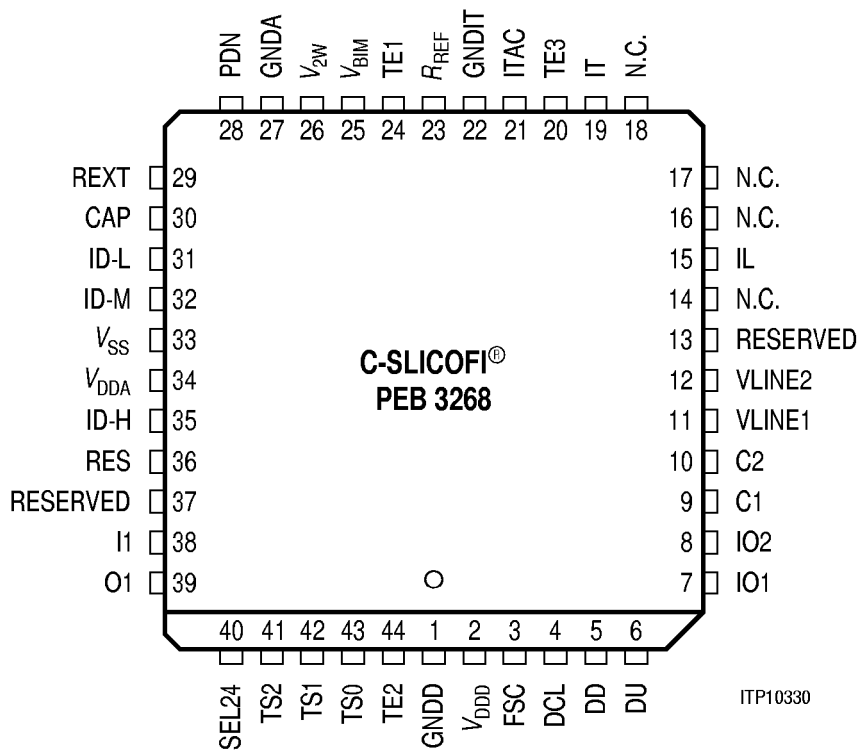 PDN GNDA V2W VBIM TE1 RREF GNDIT ITAC TE3 IT N.C.
28 27 26 25 24 23 22 21 20 19 18
REXT 29 17 N.C.
CAP 30 16 N.C.
ID-L 31 15 IL
ID-M 32 14 N.C.
VSS 33 13 RESERVED
C-SLICOFI®
VDDA 34 12 VLINE2
PEB 3268
ID-H 35 11 VLINE1
RES 36 10 C2
RESERVED 37 9 C1
I1 38 8 IO2
O1 39 7 IO1
40 41 42 43 44 1 2 3 4 5 6
SEL24 TS2 TS1 TS0 TE2 GNDD VDDD FSC DCL DD DU
ITP10330